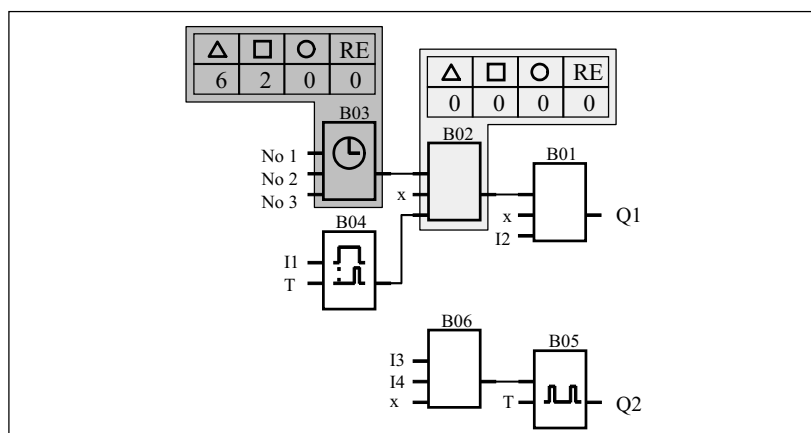 RE
6 2 0 0
RE
0 0 0 0
B03
No 1
No 2
No 3
B02
x
B01
x
I2
Q1
B04
I1
T
B06
I3
I4
x
B05
T
Q2